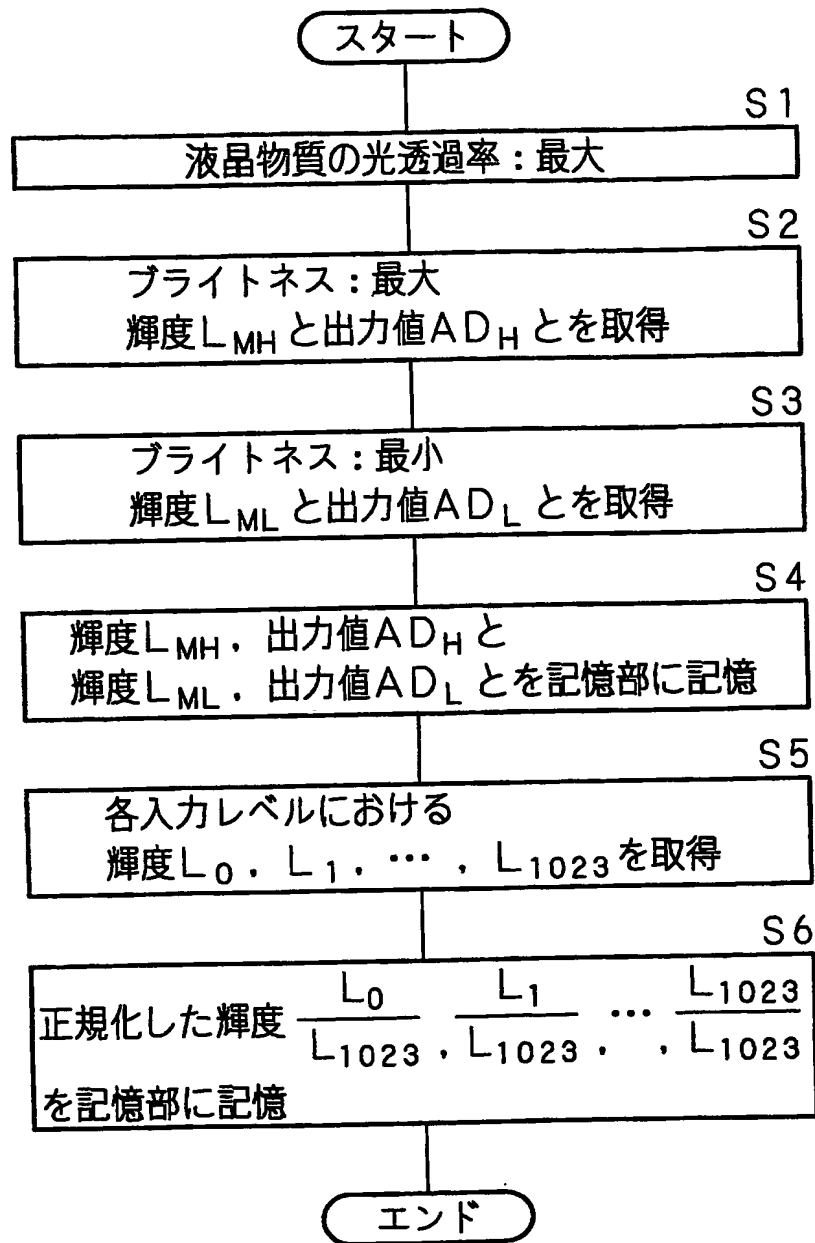 スタート
S1
液晶物質の光透過率:最大
S2
ブライトネス:最大
輝度L_MHと出力値AD_Hとを取得
S3
ブライトネス:最小
輝度L_MLと出力値AD_Lとを取得
S4
輝度L_MH,出力値AD_Hと
輝度L_ML,出力値AD_Lとを記憶部に記憶
S5
各入力レベルにおける
輝度L_0,L_1,…,L_1023を取得
S6
正規化した輝度 L_0/L_1023,L_1/L_1023,…,L_1023/L_1023
を記憶部に記憶
エンド